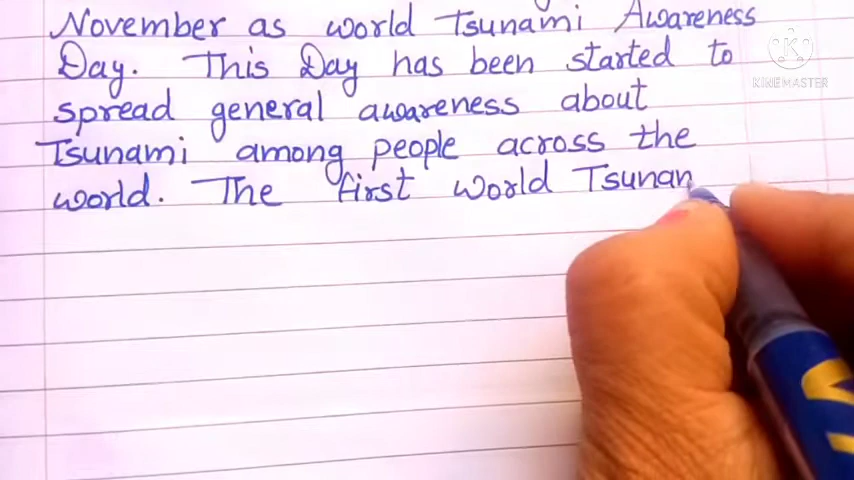 November as world Tsunami Awareness
Day. This Day has been started to
spread general awareness about
Tsunami among people across the
world. The first world Tsunan
K
KINEMASTER